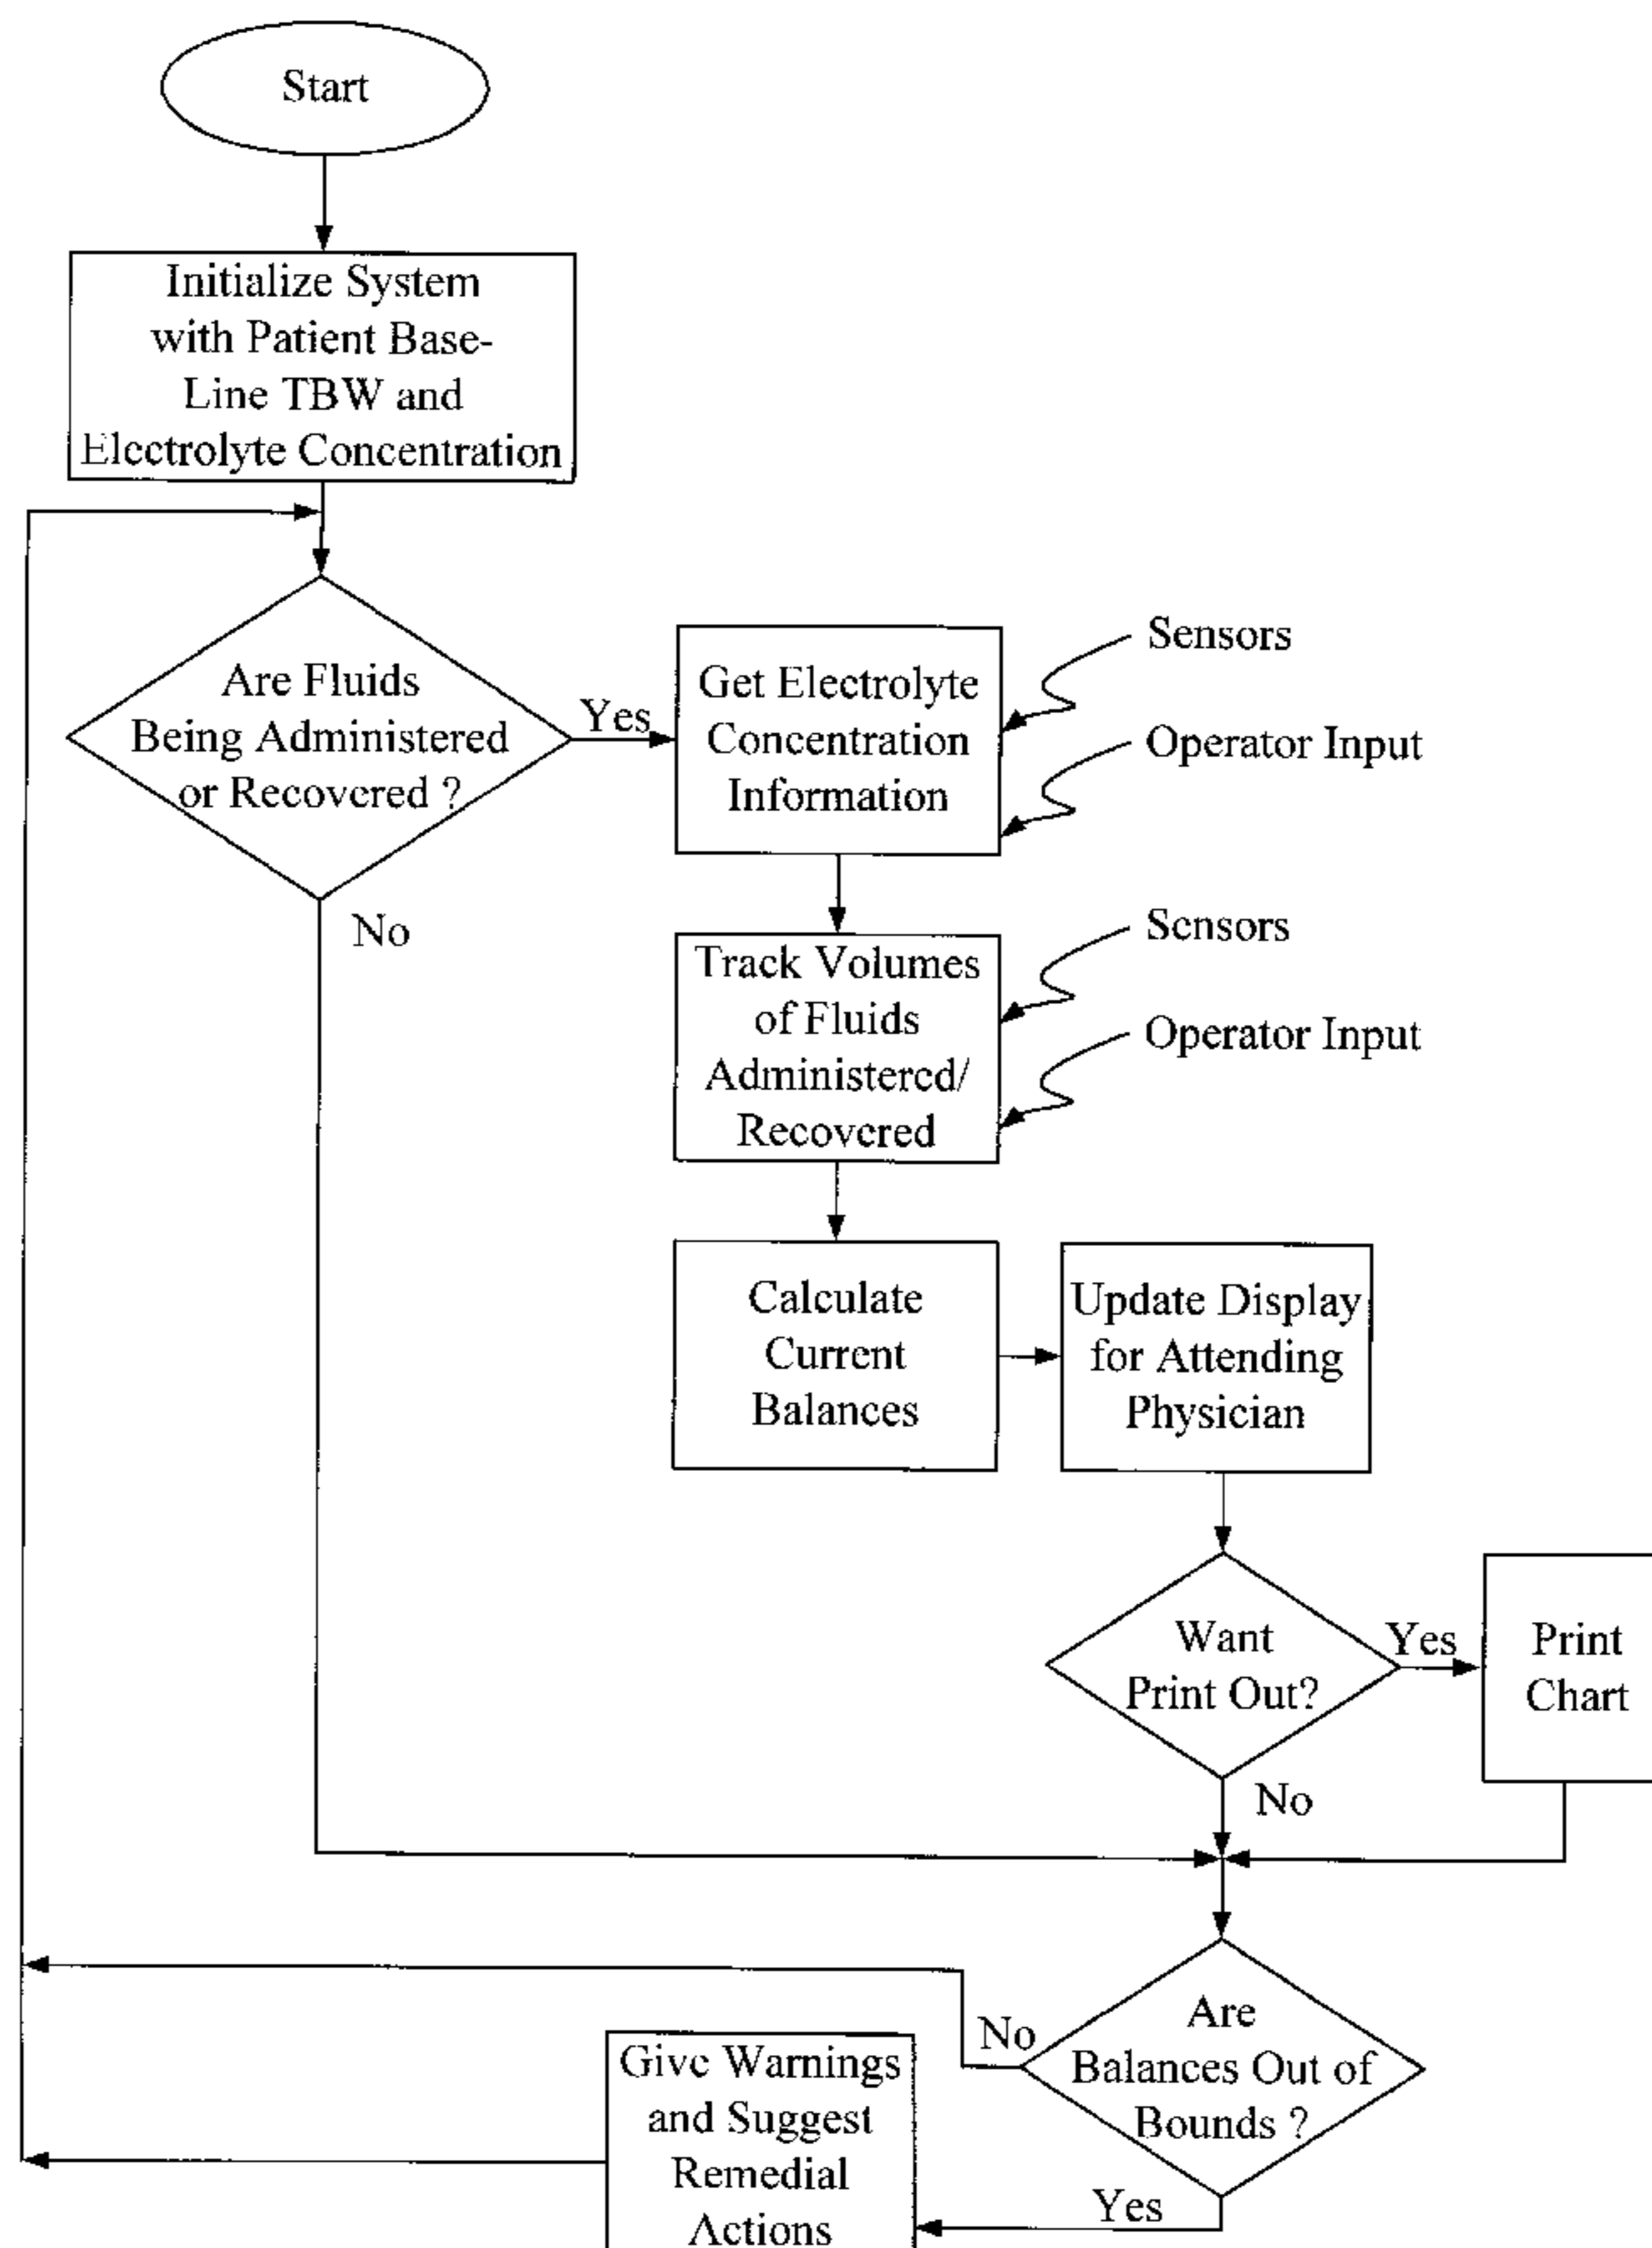 Start
Initialize System
with Patient Base-
Line TBW and
Electrolyte Concentration
Are Fluids
Being Administered
or Recovered ?
Yes
No
Get Electrolyte
Concentration
Information
Sensors
Operator Input
Track Volumes
of Fluids
Administered/
Recovered
Sensors
Operator Input
Calculate
Current
Balances
Update Display
for Attending
Physician
Want
Print Out?
Yes
No
Print
Chart
Are
Balances Out of
Bounds ?
No
Yes
Give Warnings
and Suggest
Remedial
Actions